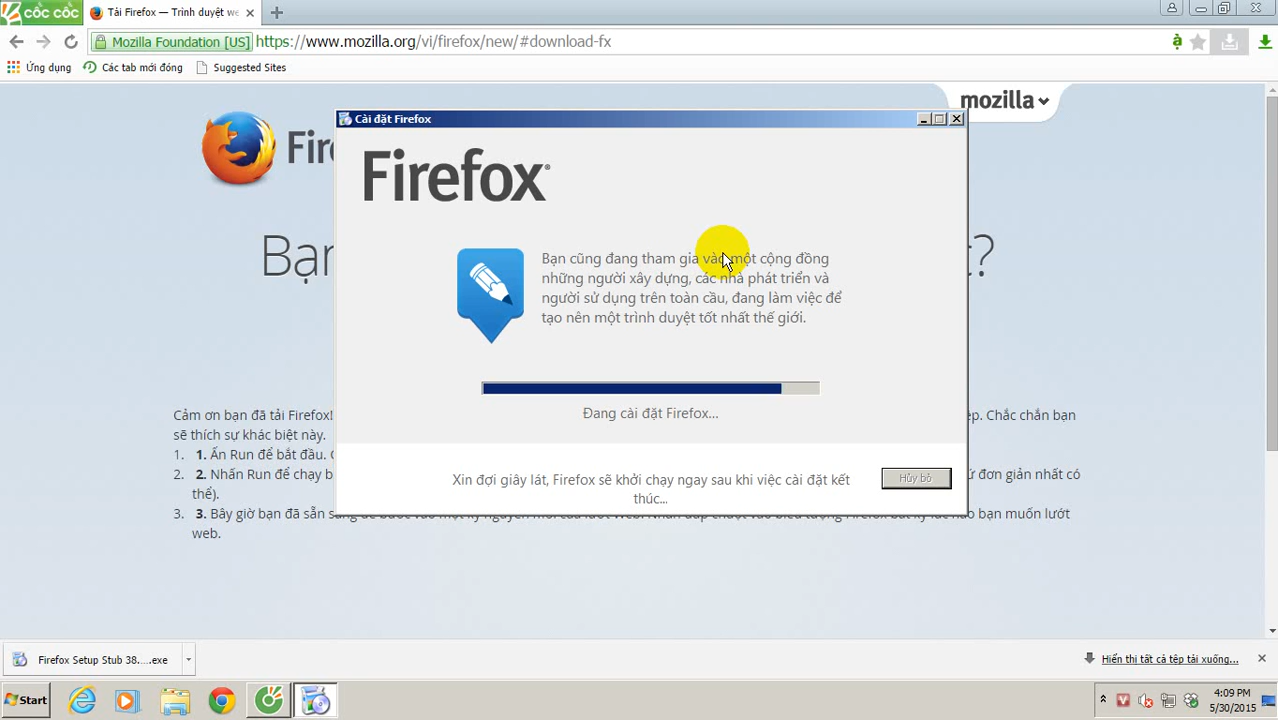 cốc cốc
Tải Firefox — Trình duyệt we
Mozilla Foundation [US]
https://www.mozilla.org/vi/firefox/new/#download-fx
Ứng dụng
Các tab mới đóng
Suggested Sites
mozilla
Cài đặt Firefox
Firefox
Bạn cũng đang tham gia vào một cộng đồng
những người xây dựng, các nhà phát triển và
người sử dụng trên toàn cầu, đang làm việc để
tạo nên một trình duyệt tốt nhất thế giới.
Đang cài đặt Firefox...
Xin đợi giây lát, Firefox sẽ khởi chạy ngay sau khi việc cài đặt kết
thúc...
Hủy bỏ
Cảm ơn bạn đã tải Firefox! Chắc chắn bạn
sẽ thích sự khác biệt này.
1. 1. Ấn Run để bắt đầu.
2. 2. Nhấn Run để chạy đơn giản nhất có
thể).
3. 3. Bây giờ bạn đã sẵn bạn muốn lướt
web.
Firefox Setup Stub 38....exe
Hiển thị tất cả tệp tải xuống...
Start
4:09 PM
5/30/2015